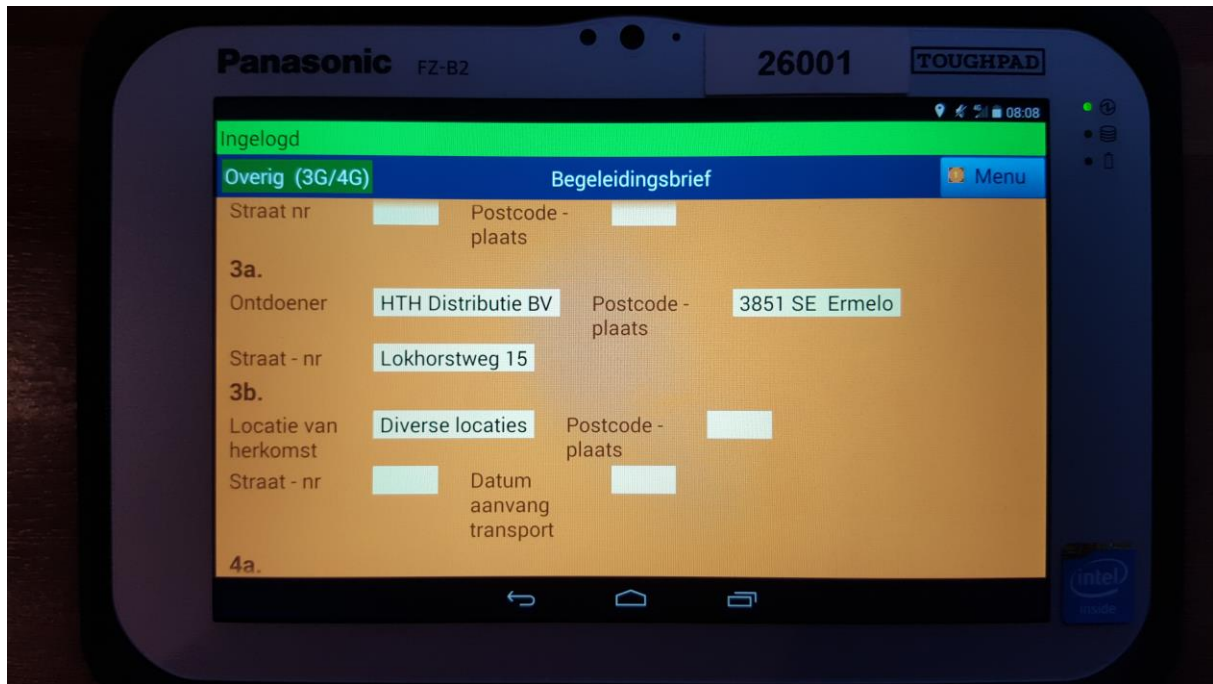 Panasonic FZ-B2 26001 TOUGHPAD
08:08
Ingelogd
Overig (3G/4G) Begeleidingsbrief Menu
Straat nr Postcode -
plaats
3a.
Ontdoener HTH Distributie BV Postcode - 3851 SE Ermelo
plaats
Straat - nr Lokhorstweg 15
3b.
Locatie van Diverse locaties Postcode -
herkomst plaats
Straat - nr Datum
aanvang
transport
4a.
intel
inside